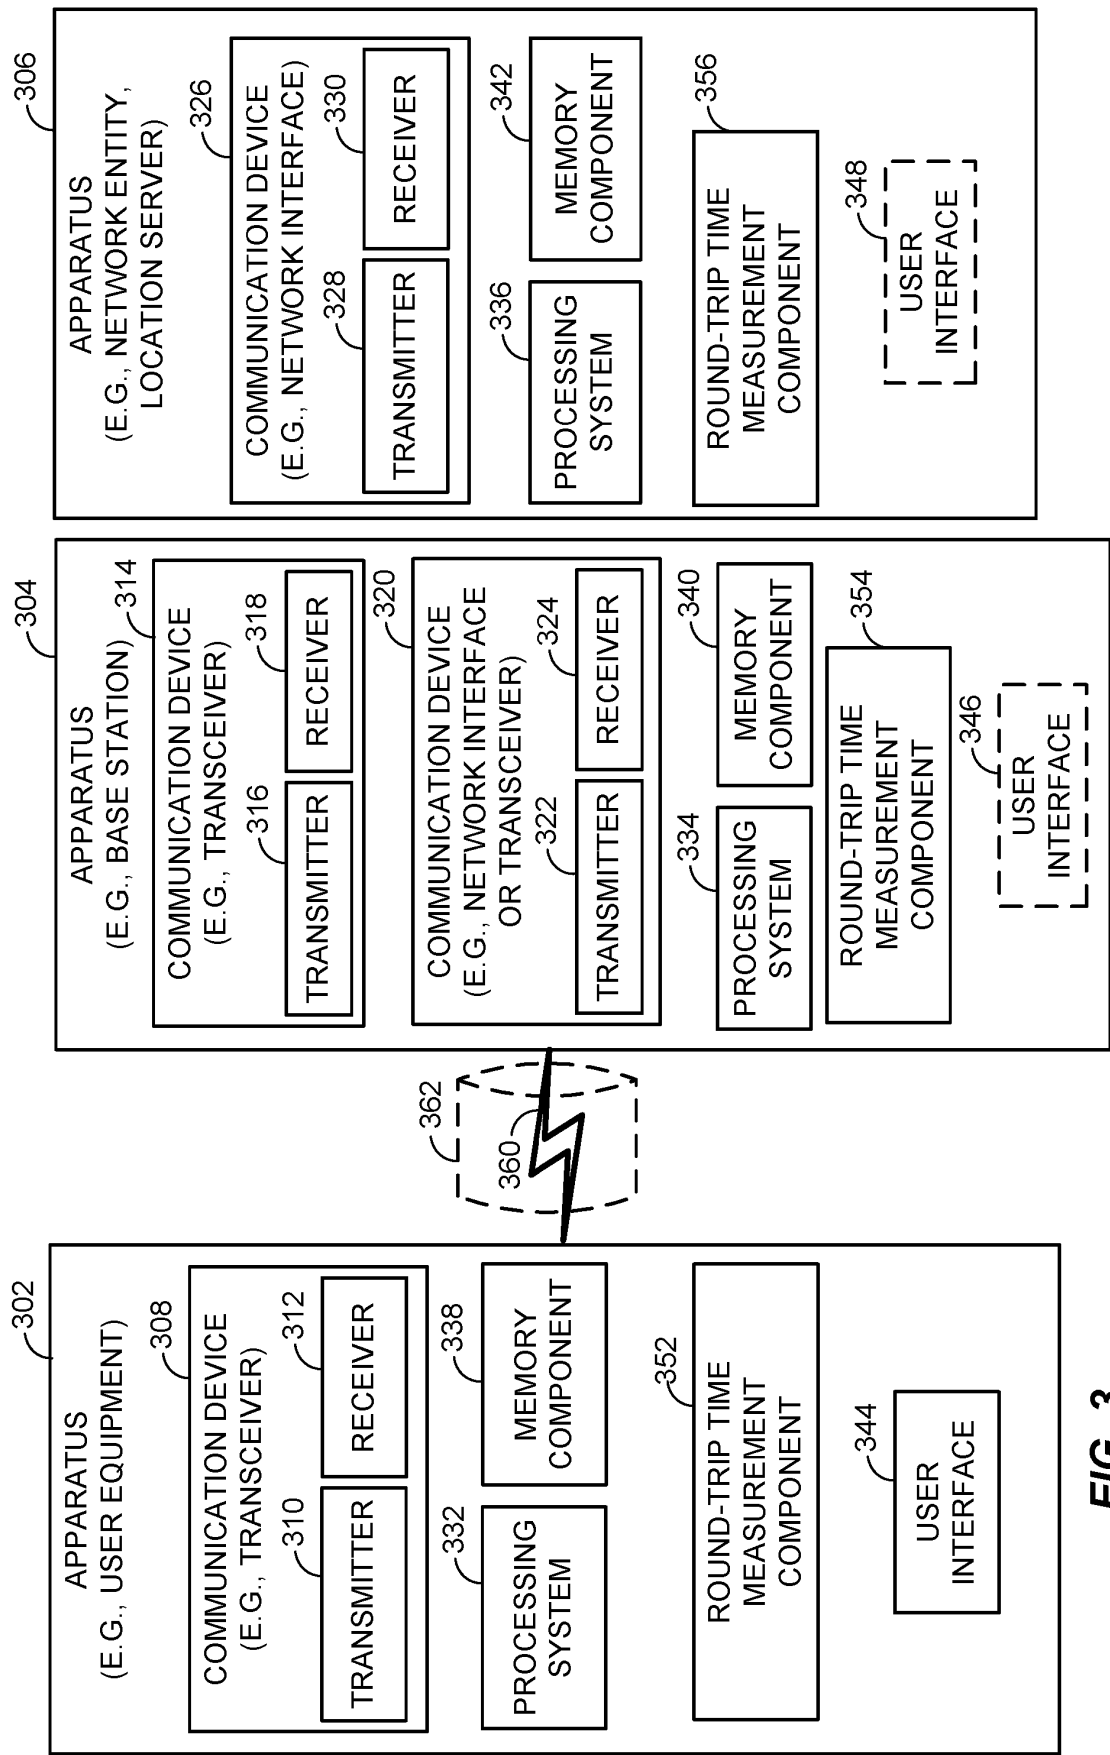 302
APPARATUS
(E.G., USER EQUIPMENT)
308
COMMUNICATION DEVICE
(E.G., TRANSCEIVER)
310
TRANSMITTER
312
RECEIVER
332
PROCESSING
SYSTEM
338
MEMORY
COMPONENT
352
ROUND-TRIP TIME
MEASUREMENT
COMPONENT
344
USER
INTERFACE
362
360
304
APPARATUS
(E.G., BASE STATION)
314
COMMUNICATION DEVICE
(E.G., TRANSCEIVER)
316
TRANSMITTER
318
RECEIVER
320
COMMUNICATION DEVICE
(E.G., NETWORK INTERFACE
OR TRANSCEIVER)
322
TRANSMITTER
324
RECEIVER
334
PROCESSING
SYSTEM
340
MEMORY
COMPONENT
354
ROUND-TRIP TIME
MEASUREMENT
COMPONENT
346
USER
INTERFACE
306
APPARATUS
(E.G., NETWORK ENTITY,
LOCATION SERVER)
326
COMMUNICATION DEVICE
(E.G., NETWORK INTERFACE)
328
TRANSMITTER
330
RECEIVER
336
PROCESSING
SYSTEM
342
MEMORY
COMPONENT
356
ROUND-TRIP TIME
MEASUREMENT
COMPONENT
348
USER
INTERFACE
FIG. 3